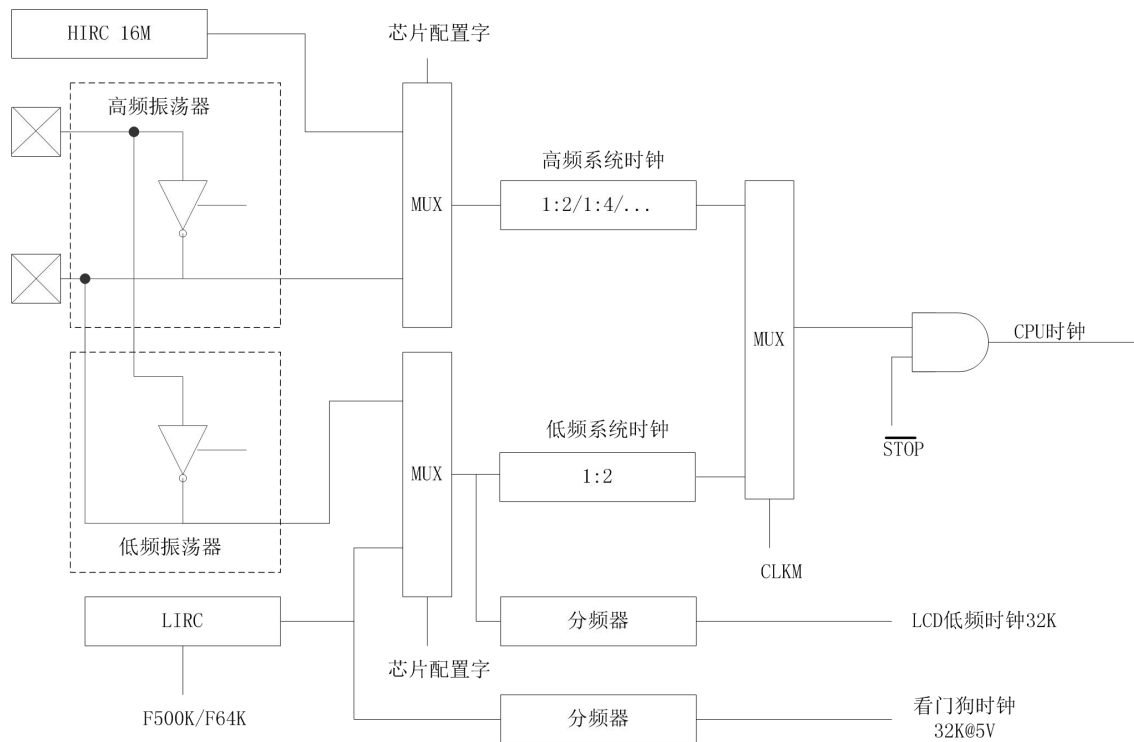 HIRC 16M
芯片配置字
高频振荡器
高频系统时钟
MUX
1:2/1:4/...
MUX
CPU时钟
STOP
低频系统时钟
MUX
1:2
低频振荡器
CLKM
LIRC
分频器
LCD低频时钟32K
芯片配置字
F500K/F64K
分频器
看门狗时钟
32K@5V